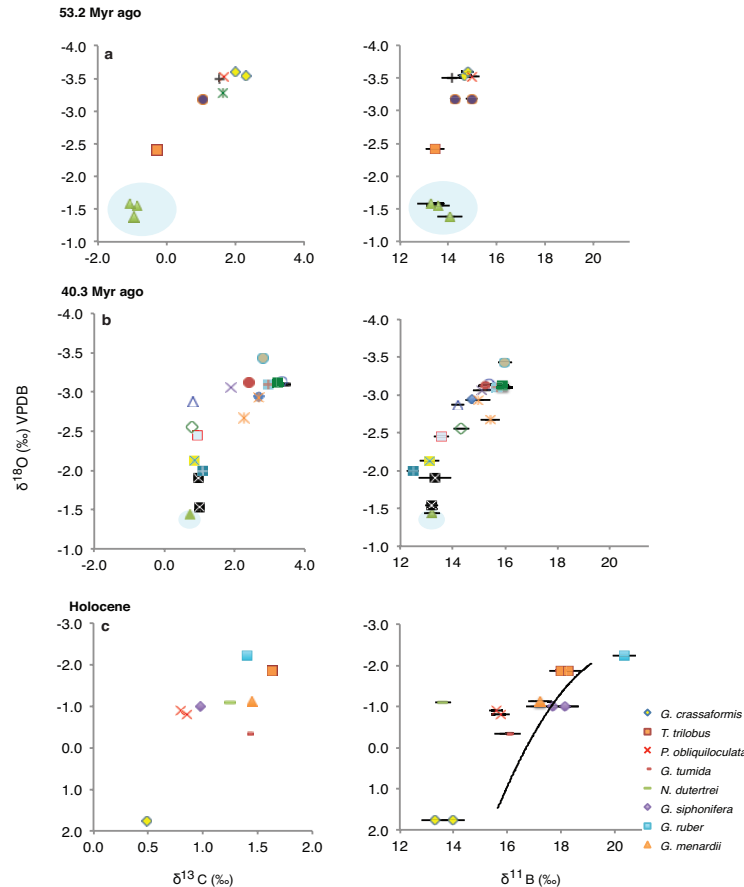 53.2 Myr ago
a
-4.0
-3.5
-3.0
-2.5
-2.0
-1.5
-1.0
-2.0 0.0 2.0 4.0
-4.0
-3.5
-3.0
-2.5
-2.0
-1.5
-1.0
12 14 16 18 20
40.3 Myr ago
b
-4.0
-3.5
-3.0
-2.5
-2.0
-1.5
-1.0
-2.0 0.0 2.0 4.0
-4.0
-3.5
-3.0
-2.5
-2.0
-1.5
-1.0
12 14 16 18 20
δ18O (‰) VPDB
Holocene
c
-3.0
-2.0
-1.0
0.0
1.0
2.0
0.0 0.5 1.0 1.5 2.0
δ13 C (‰)
-3.0
-2.0
-1.0
0.0
1.0
2.0
12 14 16 18 20
δ11 B (‰)
G. crassaformis
T. trilobus
P. obliquiloculata
G. tumida
N. dutertrei
G. siphonifera
G. ruber
G. menardii